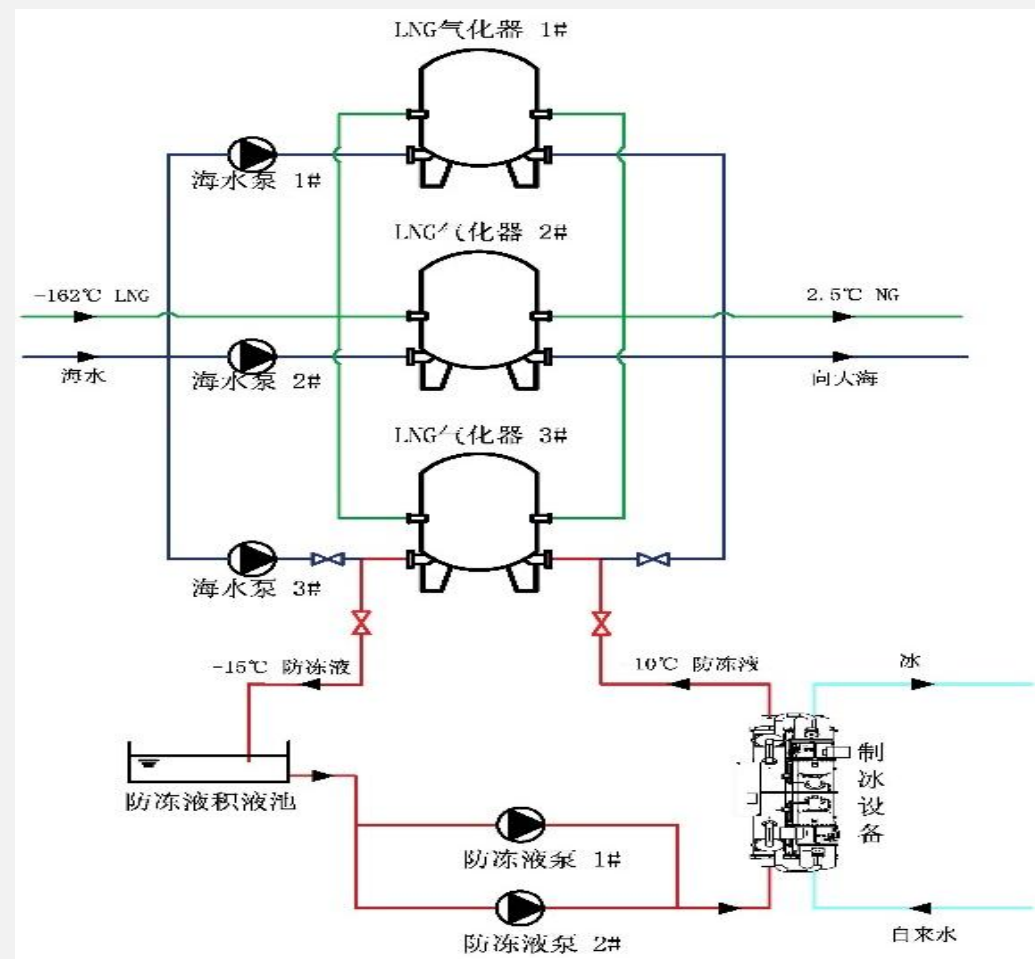 LNG气化器 1#
海水泵 1#
LNG气化器 2#
-162℃ LNG
2.5℃ NG
海水
海水泵 2#
向大海
LNG气化器 3#
海水泵 3#
-15℃ 防冻液
10℃ 防冻液
冰
制冰设备
防冻液积液池
防冻液泵 1#
防冻液泵 2#
自来水